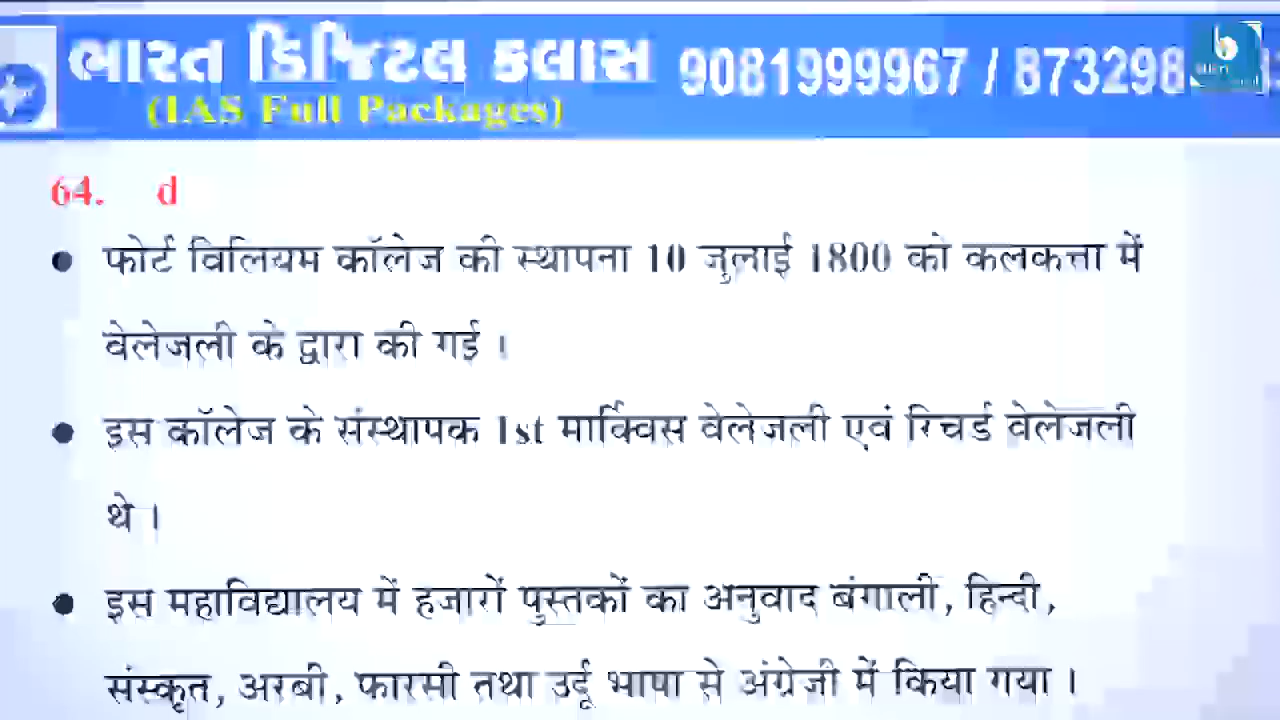 ભારત ડિજિટલ ક્લાસ 9081999967 / 873298
(IAS Full Packages)
64. d
• फोर्ट विलियम कॉलेज की स्थापना 10 जुलाई 1800 को कलकत्ता में
वेलेजली के द्वारा की गई ।
• इस कॉलेज के संस्थापक 1st मार्क्विस वेलेजली एवं रिचर्ड वेलेजली
थे ।
• इस महाविद्यालय में हजारों पुस्तकों का अनुवाद बंगाली, हिन्दी,
संस्कृत, अरबी, फारसी तथा उर्दू भाषा से अंग्रेजी में किया गया ।